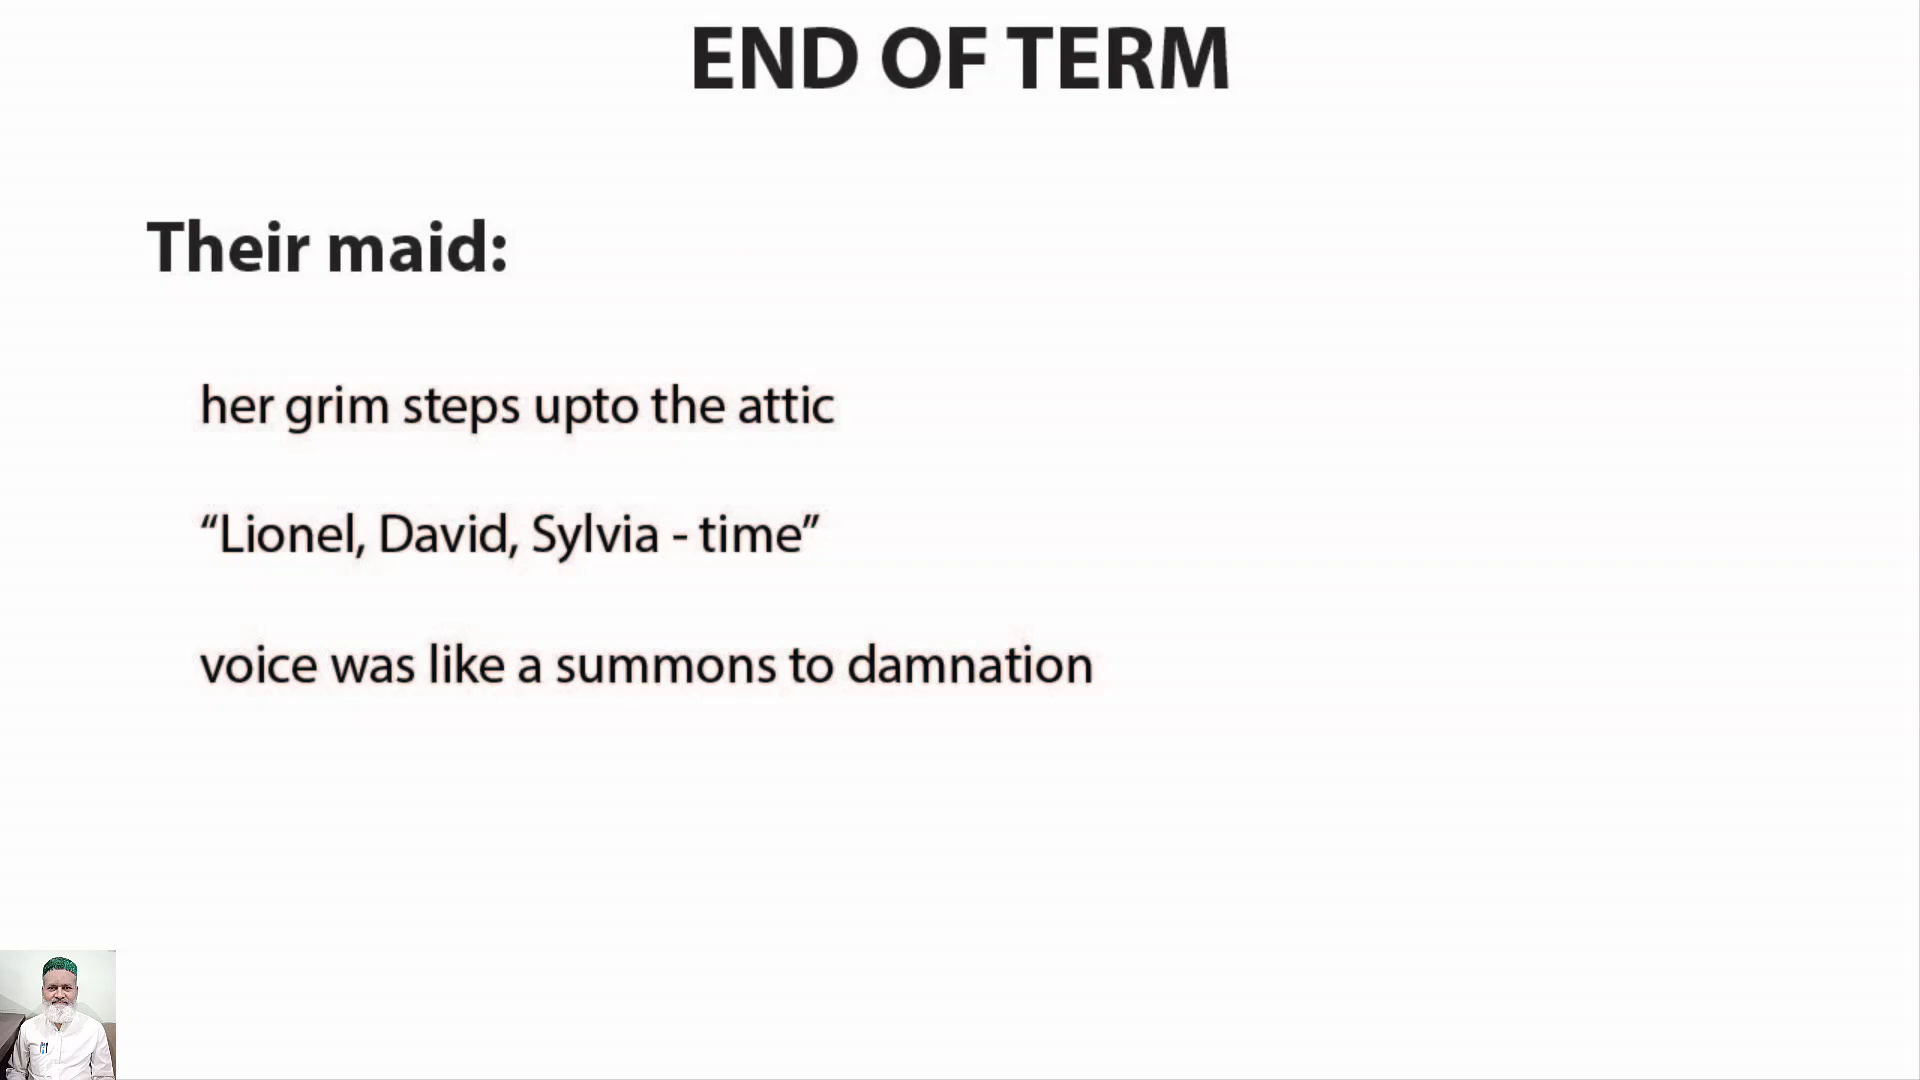 END OF TERM
Their maid:
her grim steps upto the attic
“Lionel, David, Sylvia - time”
voice was like a summons to damnation